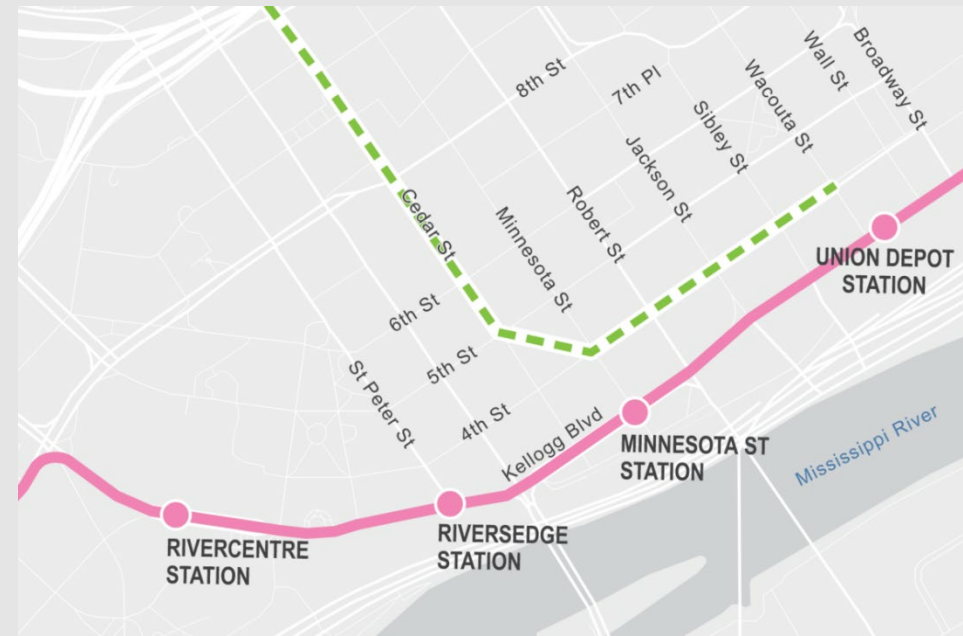 Broadway St
Wall St
Wacouta St
8th St
7th Pl
Sibley St
Jackson St
Cedar St
Robert St
Minnesota St
UNION DEPOT
STATION
6th St
5th St
St Peter St
4th St
Kellogg Blvd
Mississippi River
MINNESOTA ST
STATION
RIVERCENTRE
STATION
RIVERSEDGE
STATION